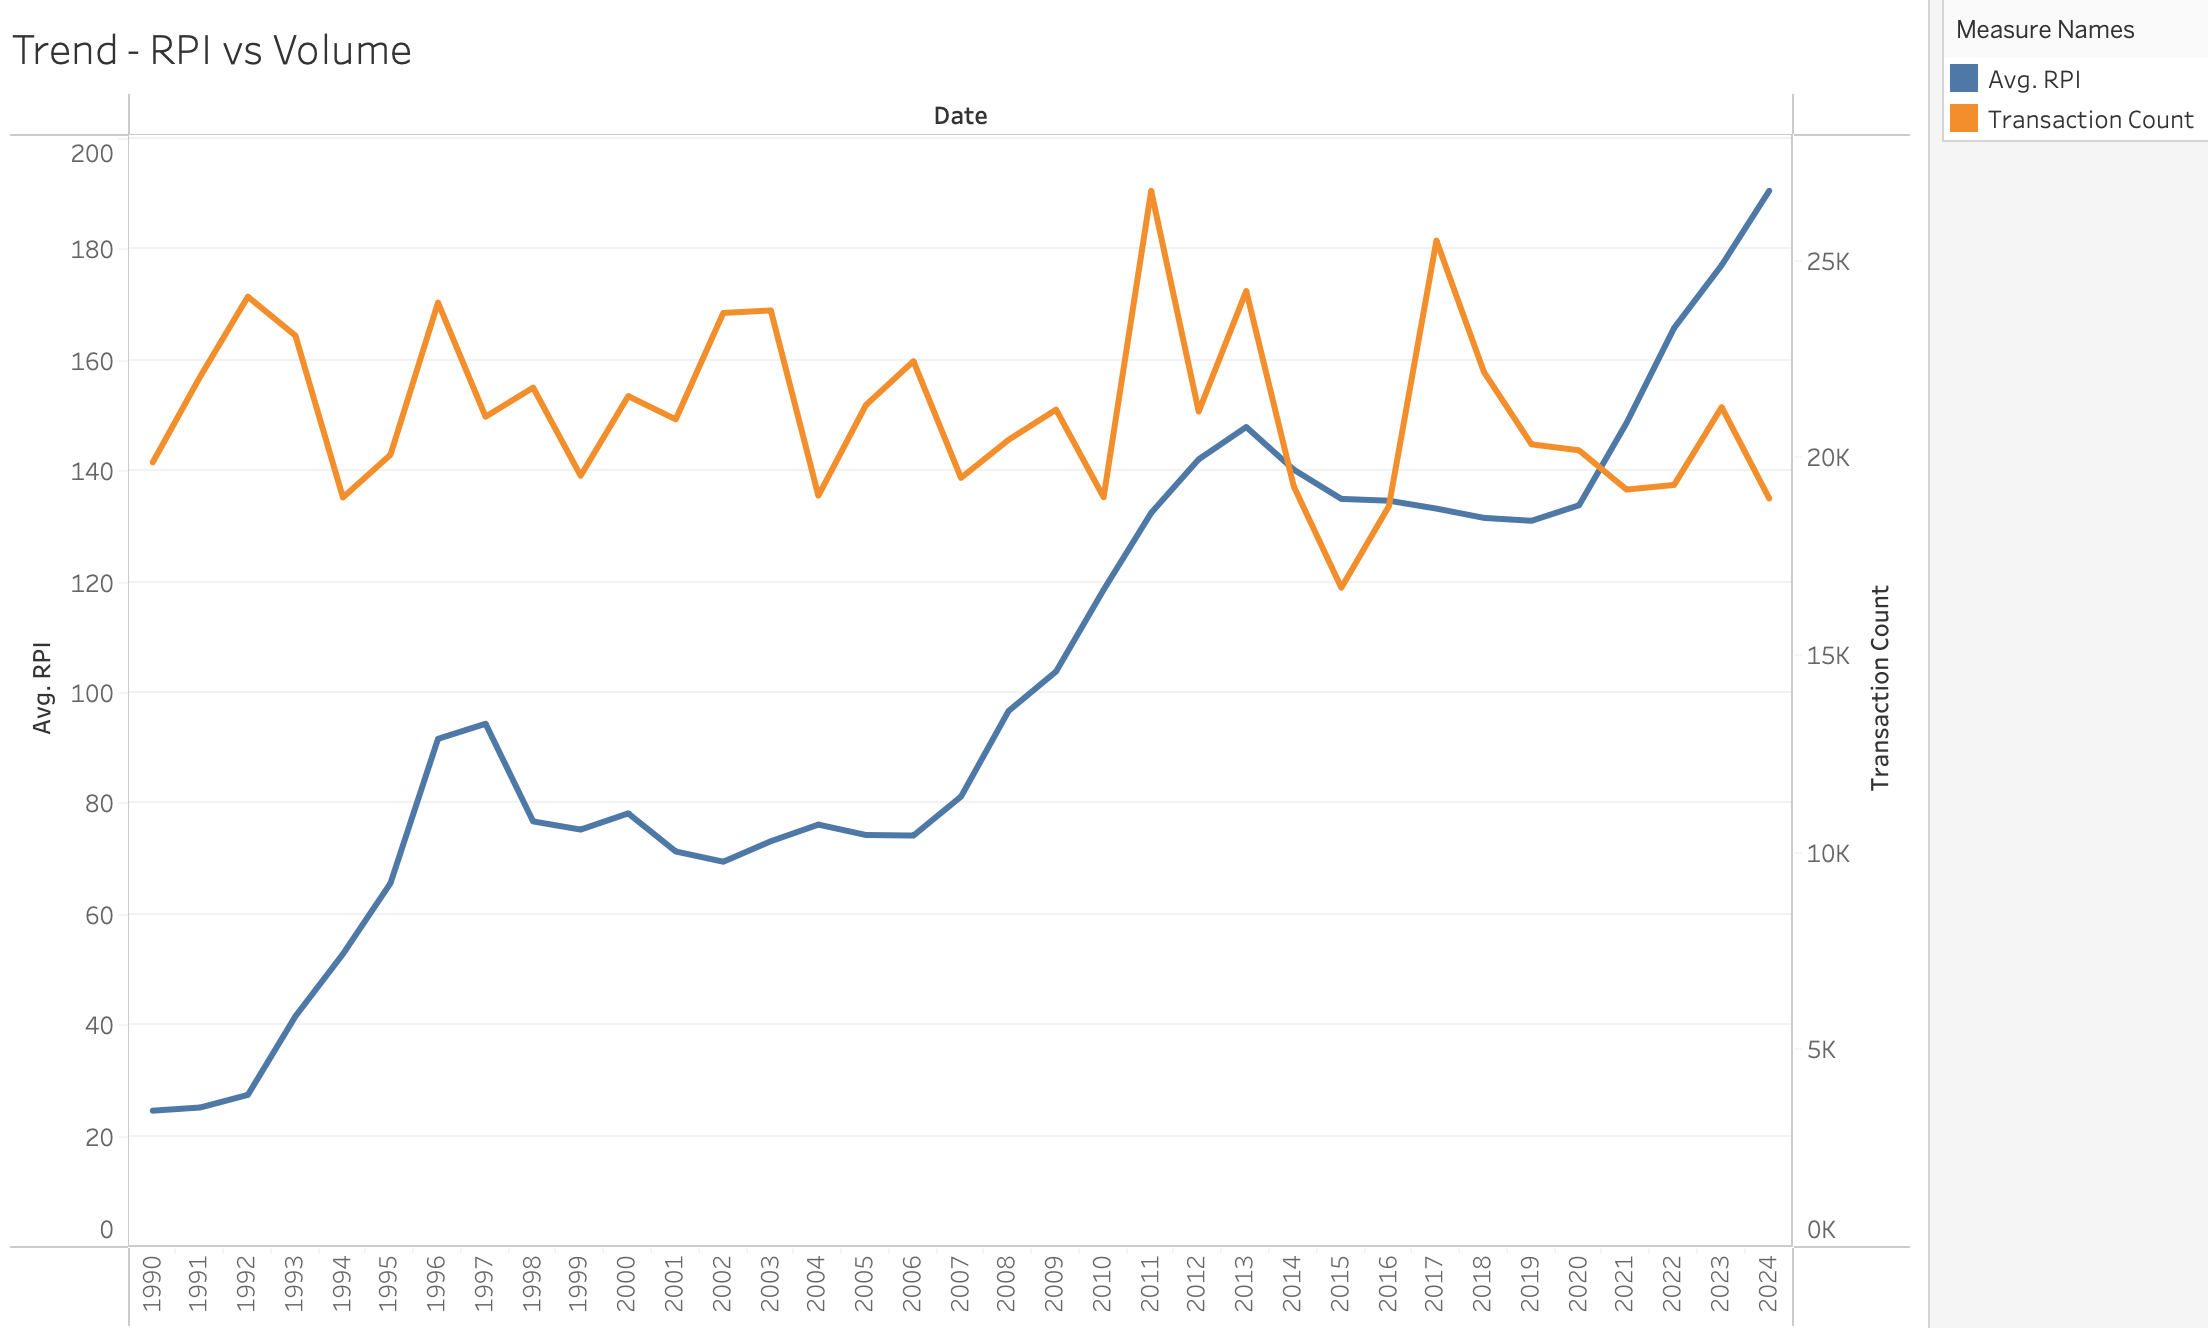 Trend - RPI vs Volume
Measure Names
Avg. RPI
Transaction Count
Date
200
180
160
140
120
100
80
60
40
20
0
Avg. RPI
25K
20K
15K
10K
5K
0K
Transaction Count
1990 1991 1992 1993 1994 1995 1996 1997 1998 1999 2000 2001 2002 2003 2004 2005 2006 2007 2008 2009 2010 2011 2012 2013 2014 2015 2016 2017 2018 2019 2020 2021 2022 2023 2024